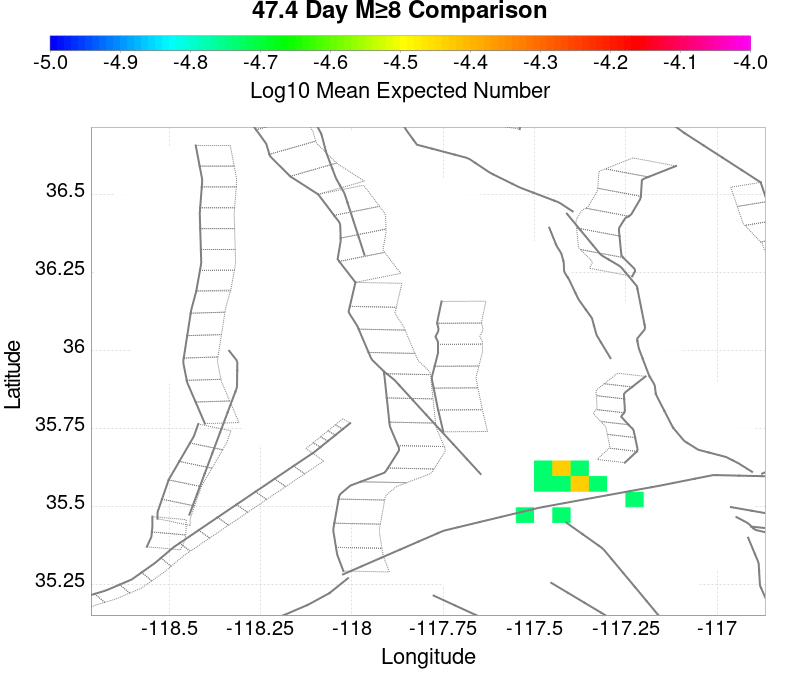 47.4 Day M≥8 Comparison
-5.0 -4.9 -4.8 -4.7 -4.6 -4.5 -4.4 -4.3 -4.2 -4.1 -4.0
Log10 Mean Expected Number
36.5
36.25
36
35.75
35.5
35.25
Latitude
-118.5 -118.25 -118 -117.75 -117.5 -117.25 -117
Longitude